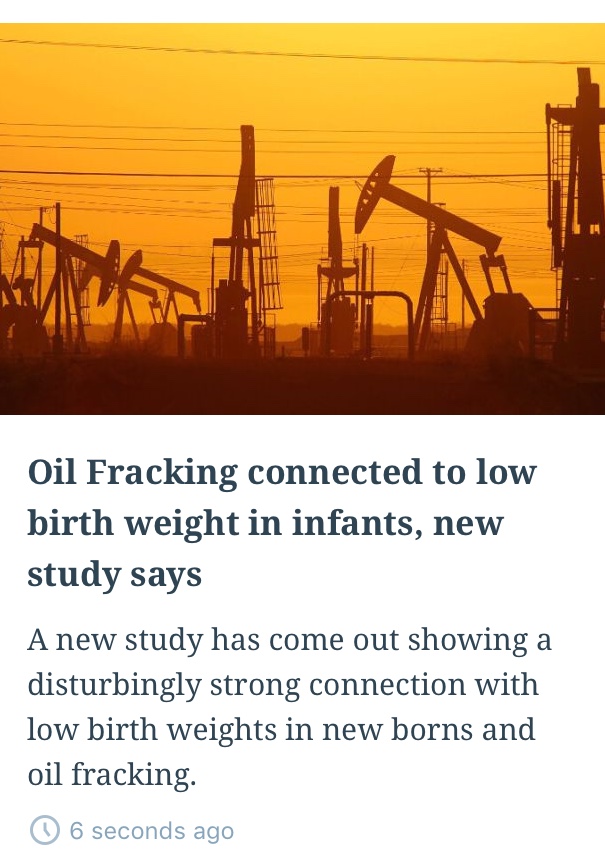 Oil Fracking connected to low
birth weight in infants, new
study says
A new study has come out showing a
disturbingly strong connection with
low birth weights in new borns and
oil fracking.
6 seconds ago